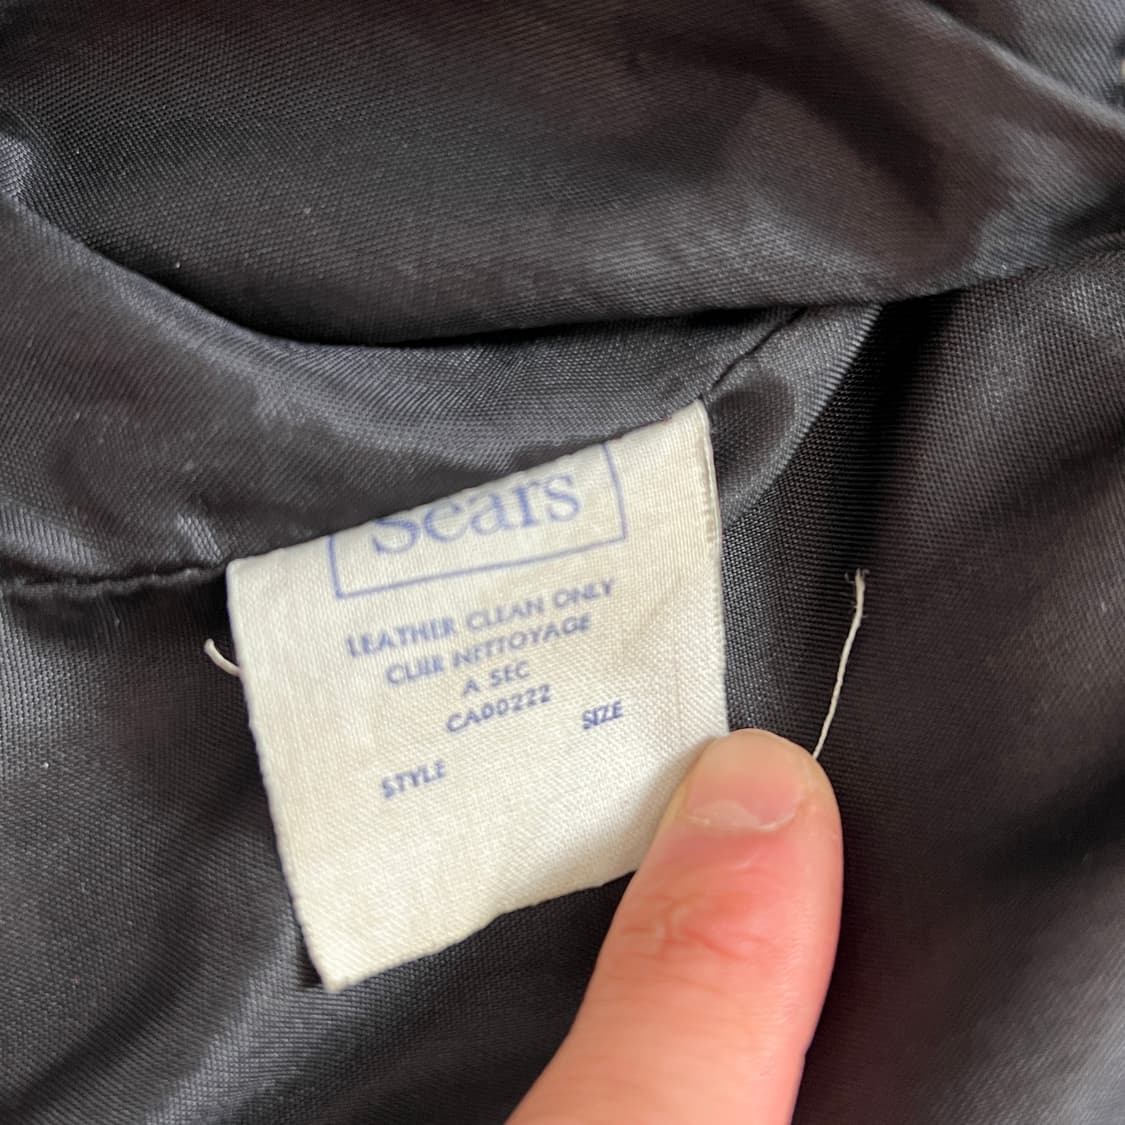 Sears
LEATHER CLEAN ONLY
CUIR NETTOYAGE
A SEC
CA00222
SIZE
STYLE